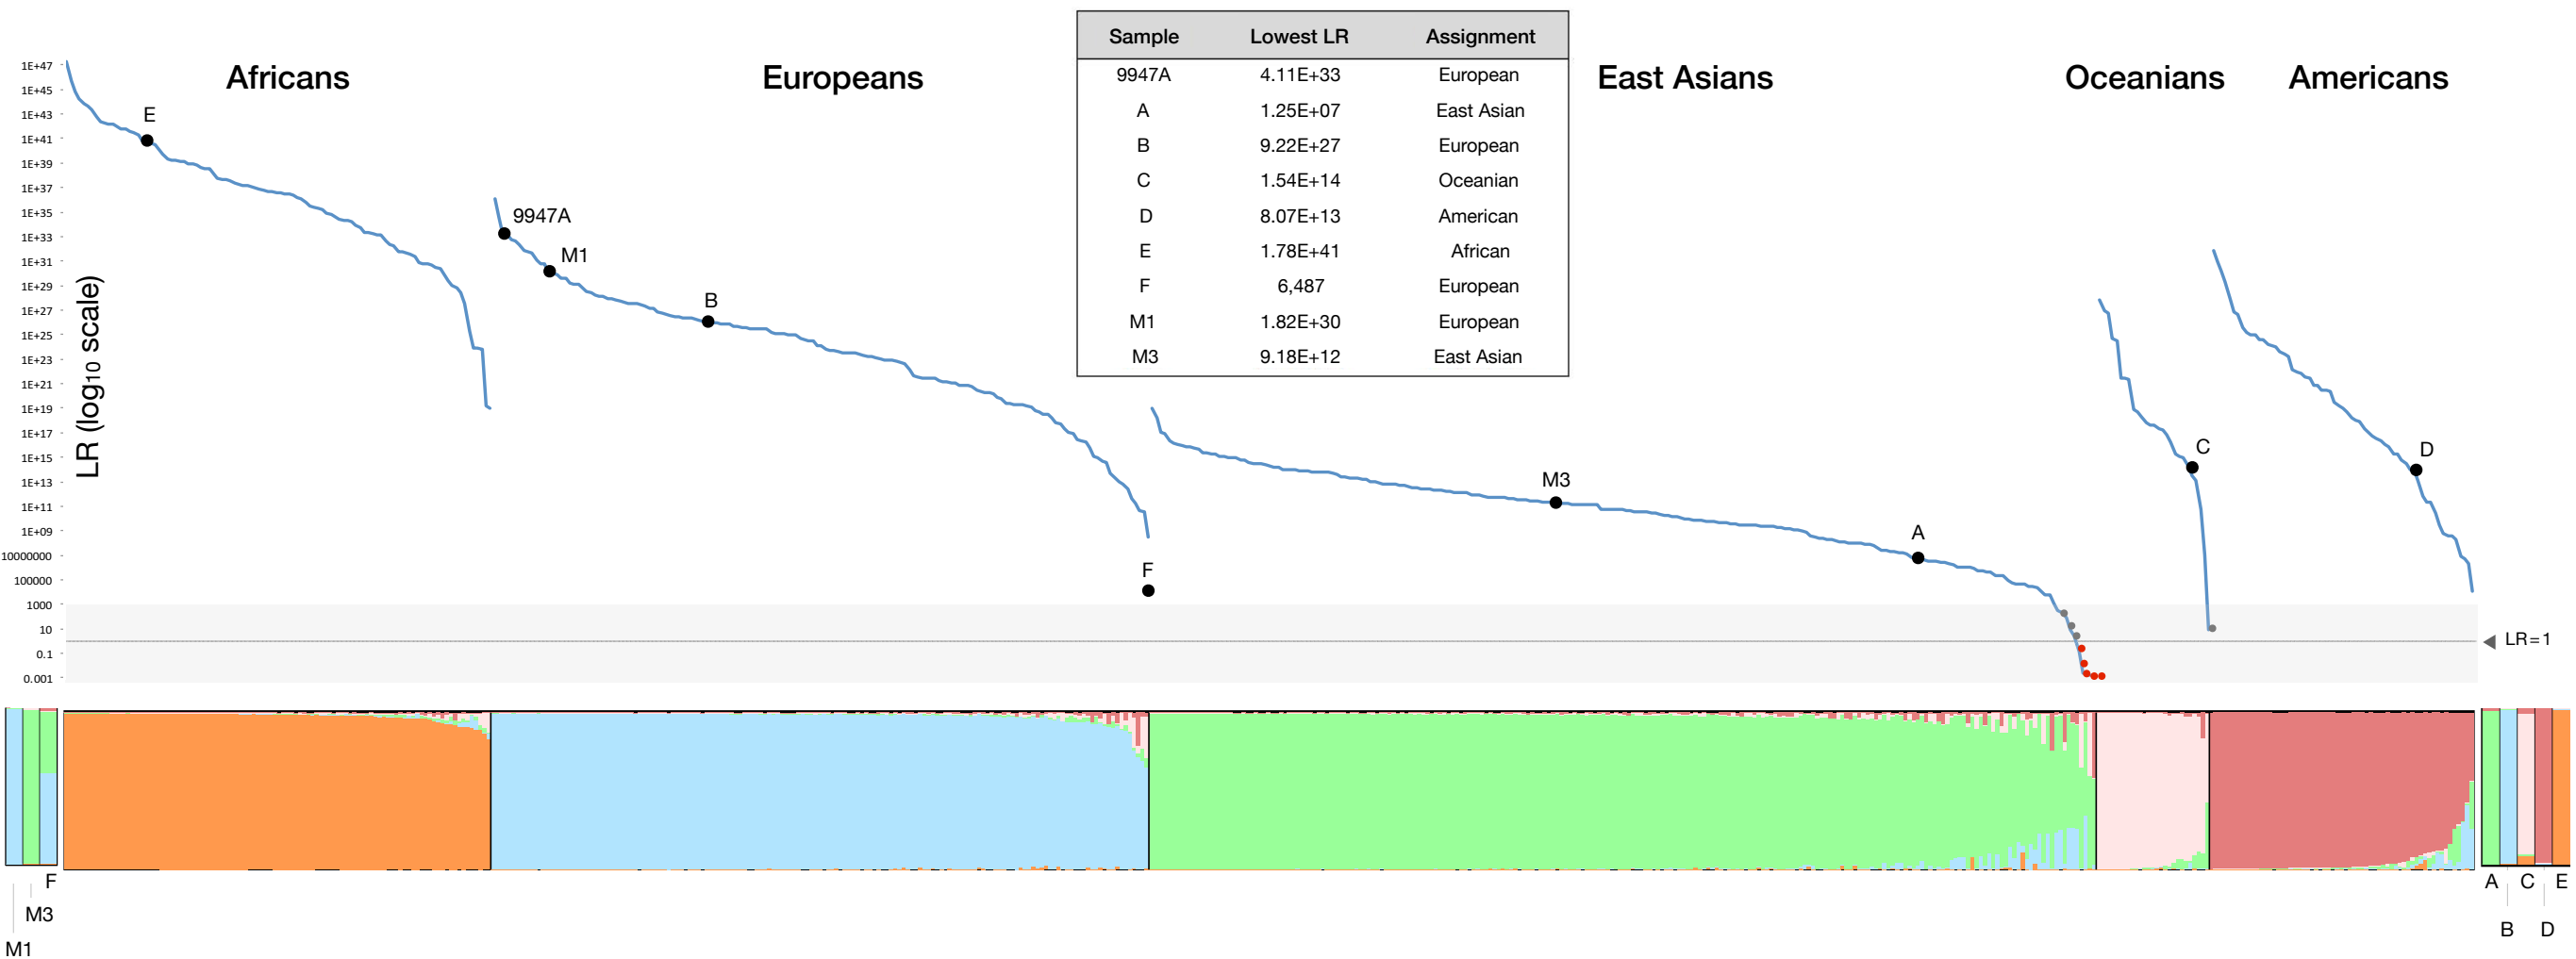 Sample Lowest LR Assignment
9947A 4.11E+33 European
A 1.25E+07 East Asian
B 9.22E+27 European
C 1.54E+14 Oceanian
D 8.07E+13 American
E 1.78E+41 African
F 6,487 European
M1 1.82E+30 European
M3 9.18E+12 East Asian
Africans Europeans East Asians Oceanians Americans
LR (log10 scale)
1E+47
1E+45
1E+43
1E+41
1E+39
1E+37
1E+35
1E+33
1E+31
1E+29
1E+27
1E+25
1E+23
1E+21
1E+19
1E+17
1E+15
1E+13
1E+11
1E+09
10000000
100000
1000
10
0.1
0.001
E
9947A
M1
B
F
M3
A
C
D
LR=1
F
M3
M1
A C E
B D